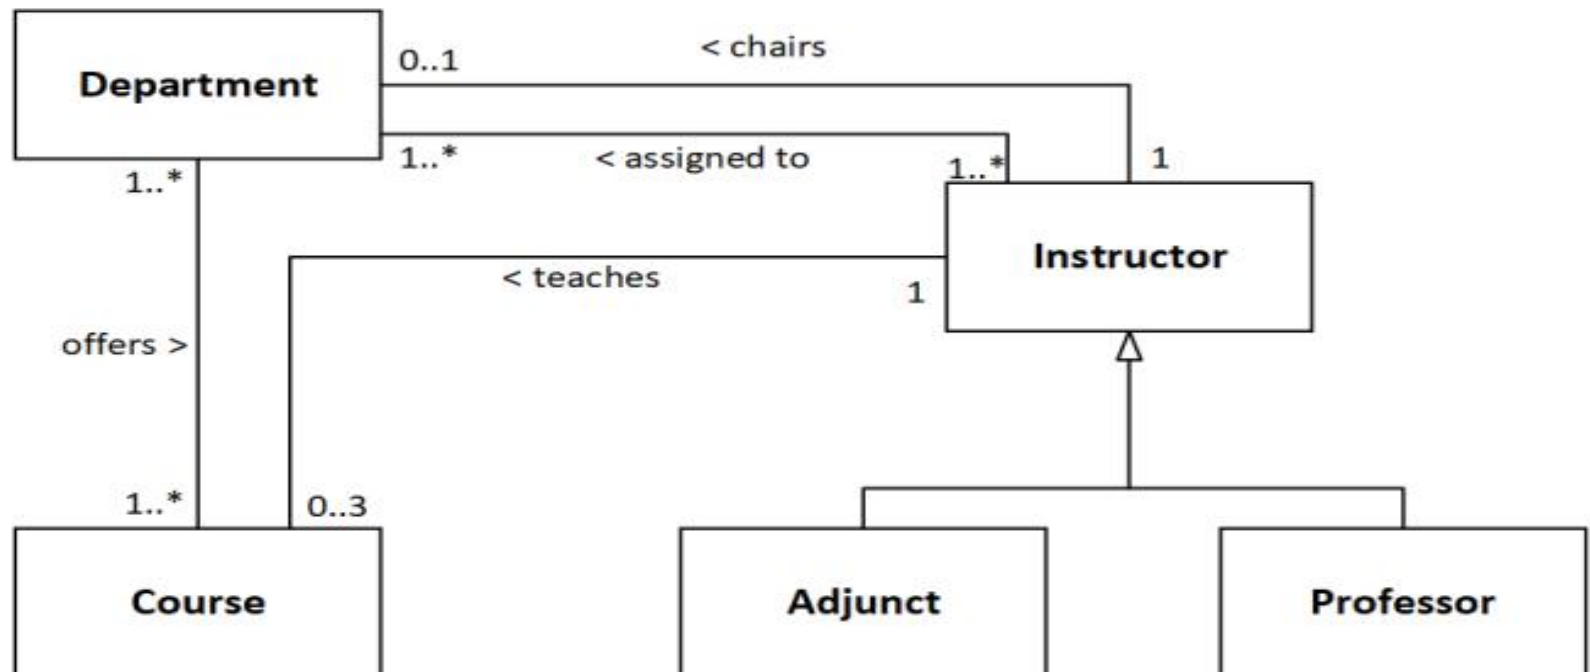 < chairs
0..1
Department
1..*
< assigned to
1..*
1
1..*
Instructor
< teaches
1
offers >
1..*
0..3
Course
Adjunct
Professor